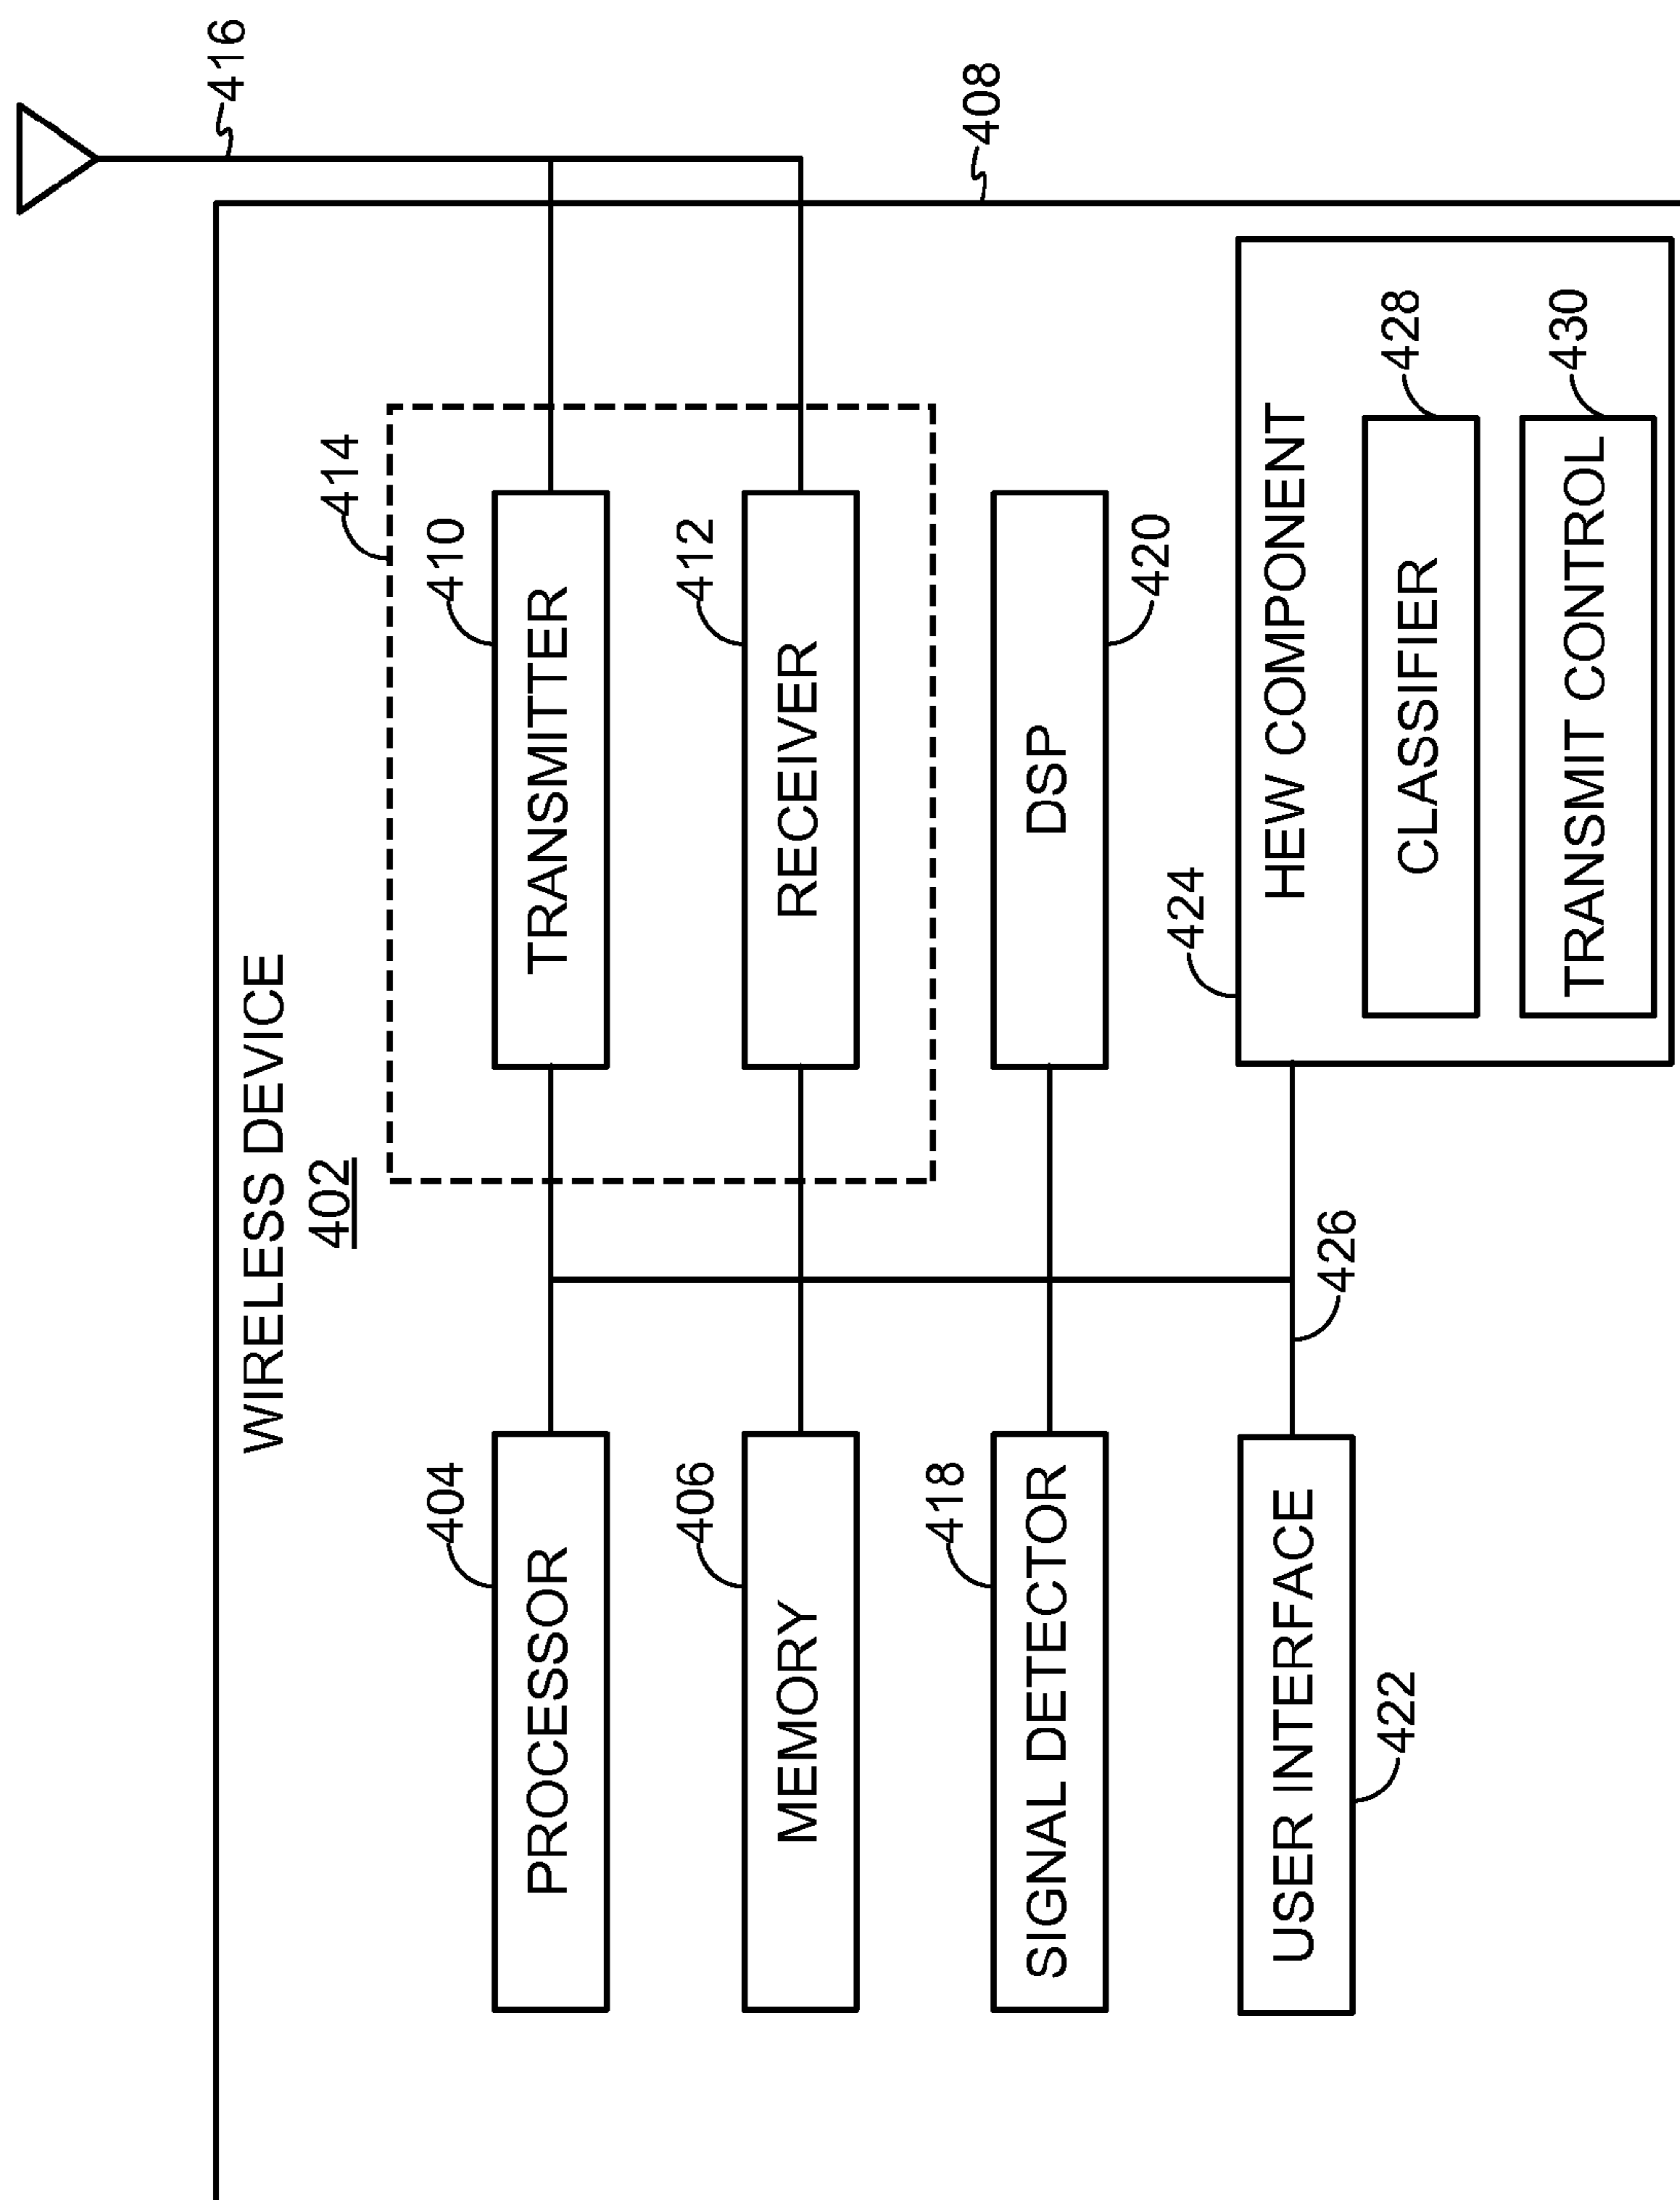 416
WIRELESS DEVICE
402
408
414
404
PROCESSOR
410
TRANSMITTER
406
MEMORY
412
RECEIVER
418
SIGNAL DETECTOR
DSP
420
424
HEW COMPONENT
USER INTERFACE
422
426
CLASSIFIER
428
TRANSMIT CONTROL
430